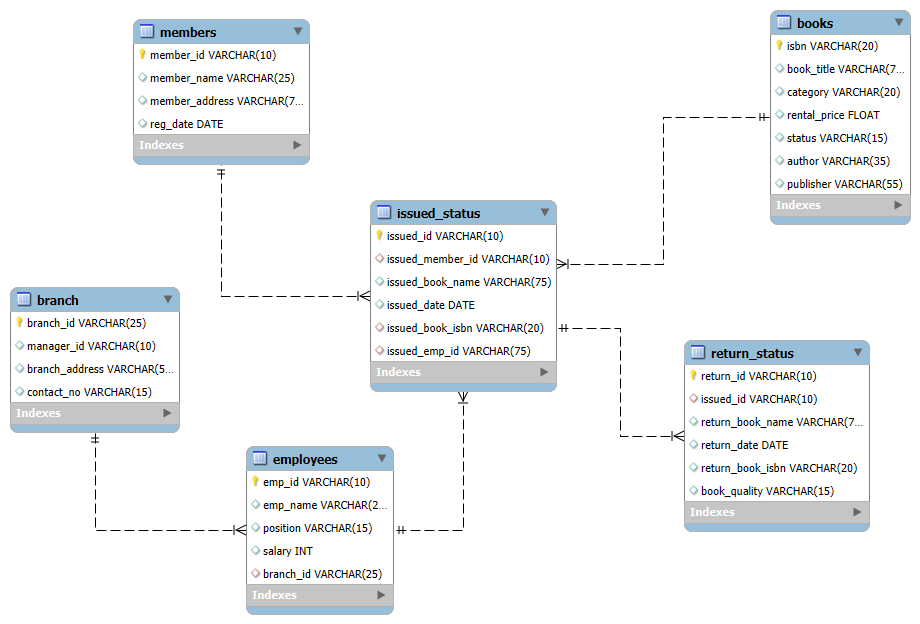 members
member_id VARCHAR(10)
member_name VARCHAR(25)
member_address VARCHAR(7...
reg_date DATE
Indexes
books
isbn VARCHAR(20)
book_title VARCHAR(7...
category VARCHAR(20)
rental_price FLOAT
status VARCHAR(15)
author VARCHAR(35)
publisher VARCHAR(55)
Indexes
issued_status
issued_id VARCHAR(10)
issued_member_id VARCHAR(10)
issued_book_name VARCHAR(75)
issued_date DATE
issued_book_isbn VARCHAR(20)
issued_emp_id VARCHAR(75)
Indexes
branch
branch_id VARCHAR(25)
manager_id VARCHAR(10)
branch_address VARCHAR(5...
contact_no VARCHAR(15)
Indexes
return_status
return_id VARCHAR(10)
issued_id VARCHAR(10)
return_book_name VARCHAR(7...
return_date DATE
return_book_isbn VARCHAR(20)
book_quality VARCHAR(15)
Indexes
employees
emp_id VARCHAR(10)
emp_name VARCHAR(2...
position VARCHAR(15)
salary INT
branch_id VARCHAR(25)
Indexes